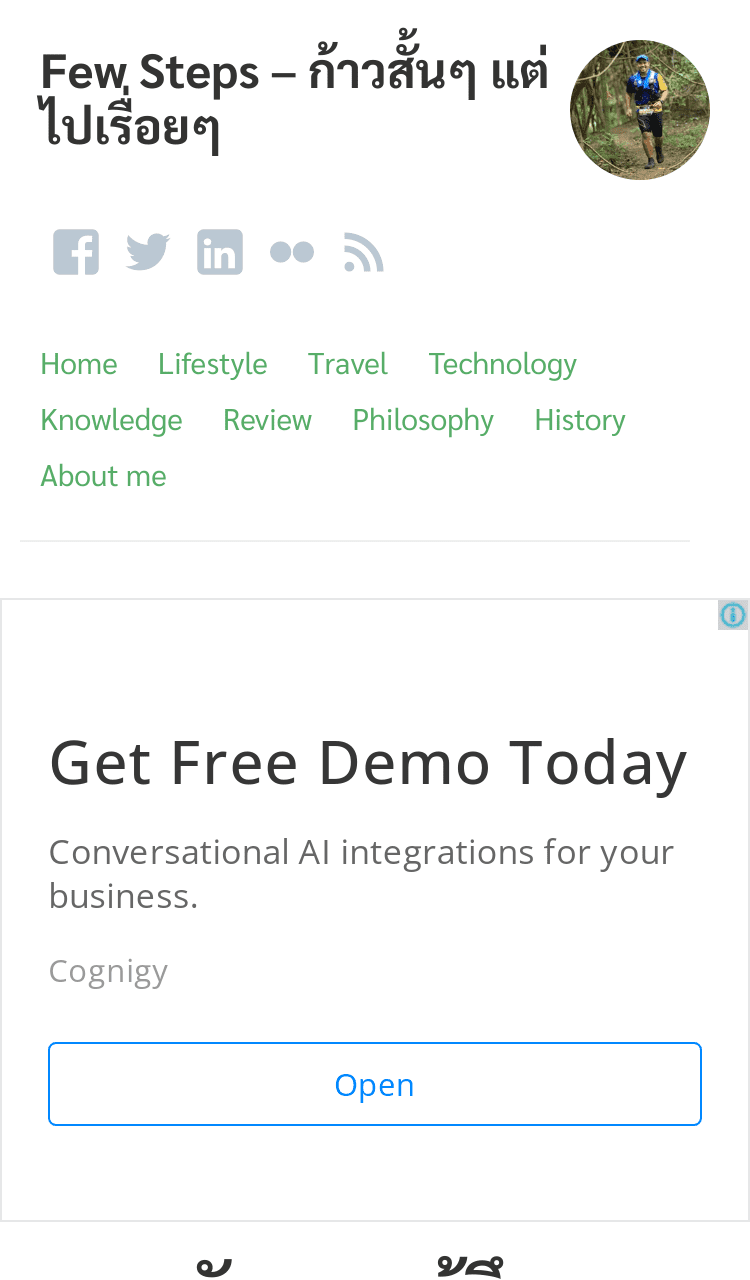 Few Steps – ก้าวสั้นๆ แต่
ไปเรื่อยๆ
Home Lifestyle Travel Technology
Knowledge Review Philosophy History
About me
Get Free Demo Today
Conversational AI integrations for your
business.
Cognigy
Open